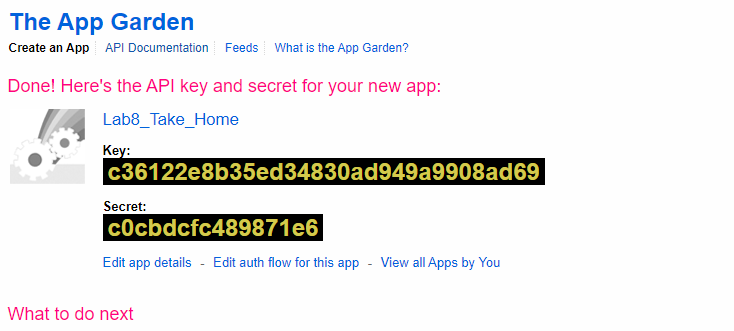 The App Garden
Create an App API Documentation Feeds What is the App Garden?
Done! Here's the API key and secret for your new app:
Lab8_Take_Home
Key:
c36122e8b35ed34830ad949a9908ad69
Secret:
c0cbdcfc489871e6
Edit app details - Edit auth flow for this app - View all Apps by You
What to do next